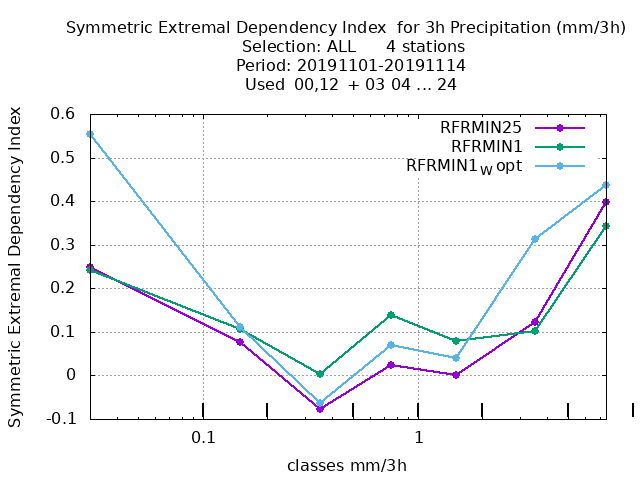 Symmetric Extremal Dependency Index  for 3h Precipitation (mm/3h)
Selection: ALL      4 stations
Period: 20191101-20191114
Used  00,12  + 03 04 ... 24
RFRMIN25
RFRMIN1
RFRMIN1W opt
Symmetric Extremal Dependency Index
0.6
0.5
0.4
0.3
0.2
0.1
0
-0.1
0.1
1
classes mm/3h